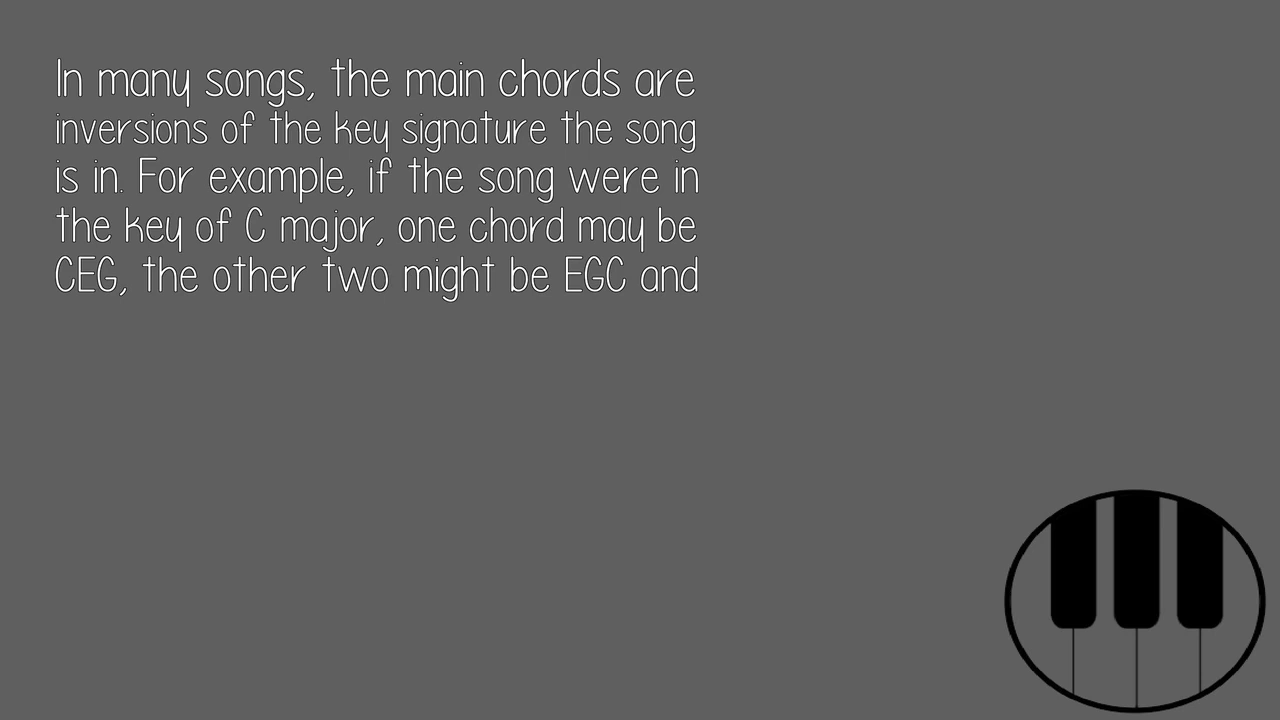 In many songs, the main chords are
inversions of the key signature the song
is in. For example, if the song were in
the key of C major, one chord may be
CEG, the other two might be EGC and